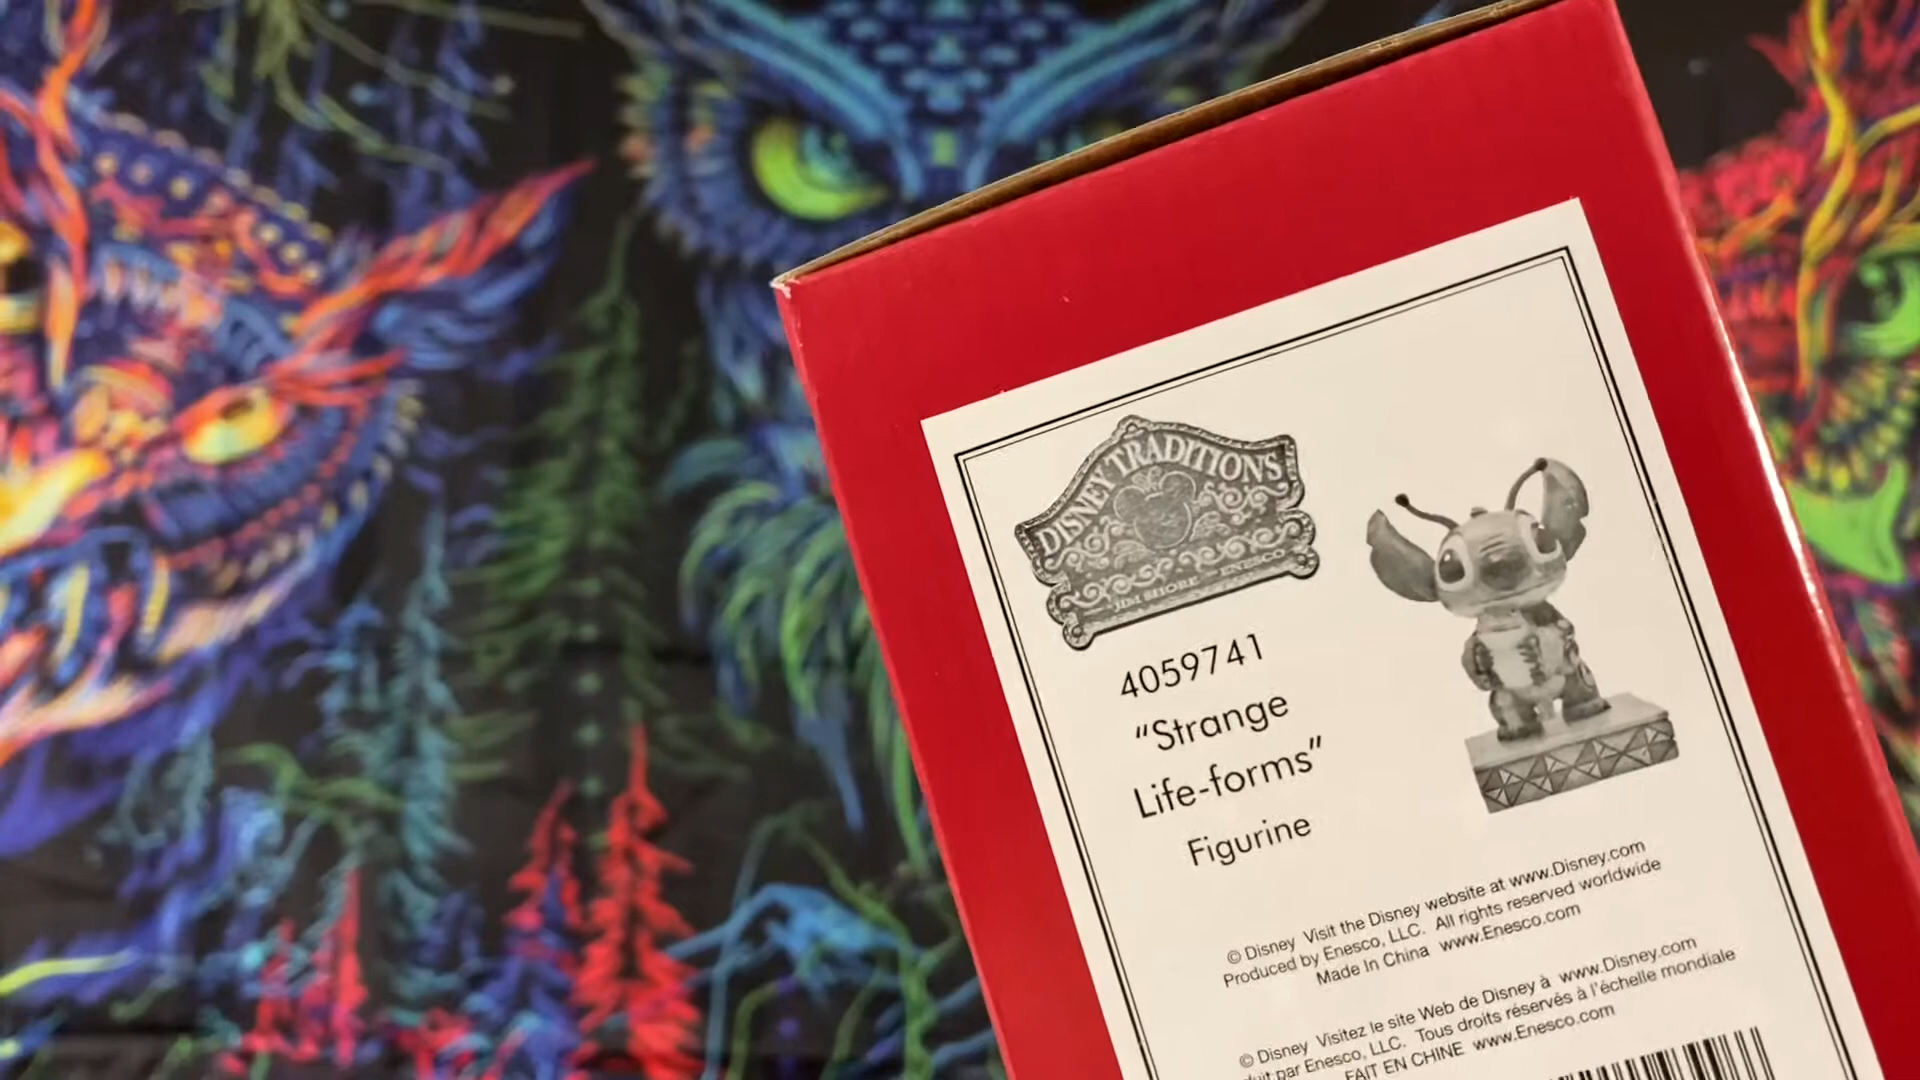 DISNEY TRADITIONS
JIM SHORE ENESCO
4059741
“Strange
Life-forms”
Figurine
© Disney Visit the Disney website at www.Disney.com
Produced by Enesco, LLC. All rights reserved worldwide
Made In China www.Enesco.com
© Disney Visitez le site Web de Disney à www.Disney.com
duit par Enesco, LLC. Tous droits réservés à l'échelle mondiale
FAIT EN CHINE www.Enesco.com